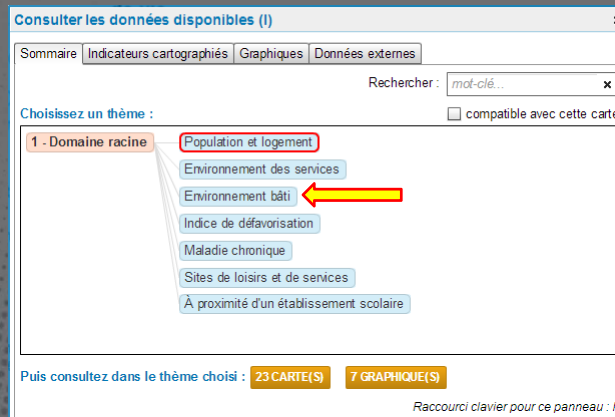 Consulter les données disponibles (I)
Sommaire Indicateurs cartographiés Graphiques Données externes
Rechercher : mot-clé... x
Choisissez un thème : compatible avec cette carte
1 - Domaine racine
Population et logement
Environnement des services
Environnement bâti
Indice de défavorisation
Maladie chronique
Sites de loisirs et de services
À proximité d'un établissement scolaire
Puis consultez dans le thème choisi : 23 CARTE(S) 7 GRAPHIQUE(S)
Raccourci clavier pour ce panneau :